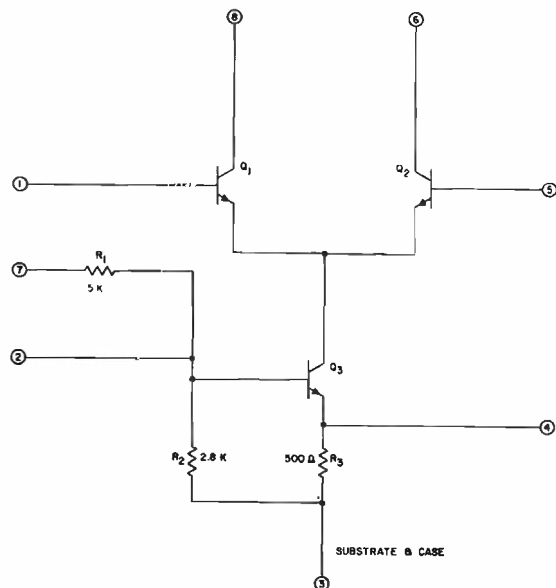 8
6
Q1
Q2
1
5
R1
7
5 K
2
Q3
4
R2 2.8 K
500 Ω R3
SUBSTRATE & CASE
3